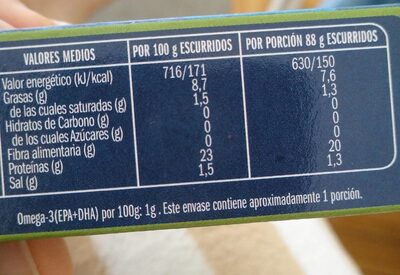 VALORES MEDIOS POR 100 g ESCURRIDOS POR PORCIÓN 88 g ESCURRIDOS
Valor energético (kJ/kcal) 716/171 630/150
Grasas (g) 8,7 7,6
de las cuales saturadas (g) 1,5 1,3
Hidratos de Carbono (g) 0 0
de los cuales Azúcares (g) 0 0
Fibra alimentaria (g) 0 0
Proteínas (g) 23 20
Sal (g) 1,5 1,3
Omega-3(EPA+DHA) por 100g: 1g . Este envase contiene aproximadamente 1 porción.